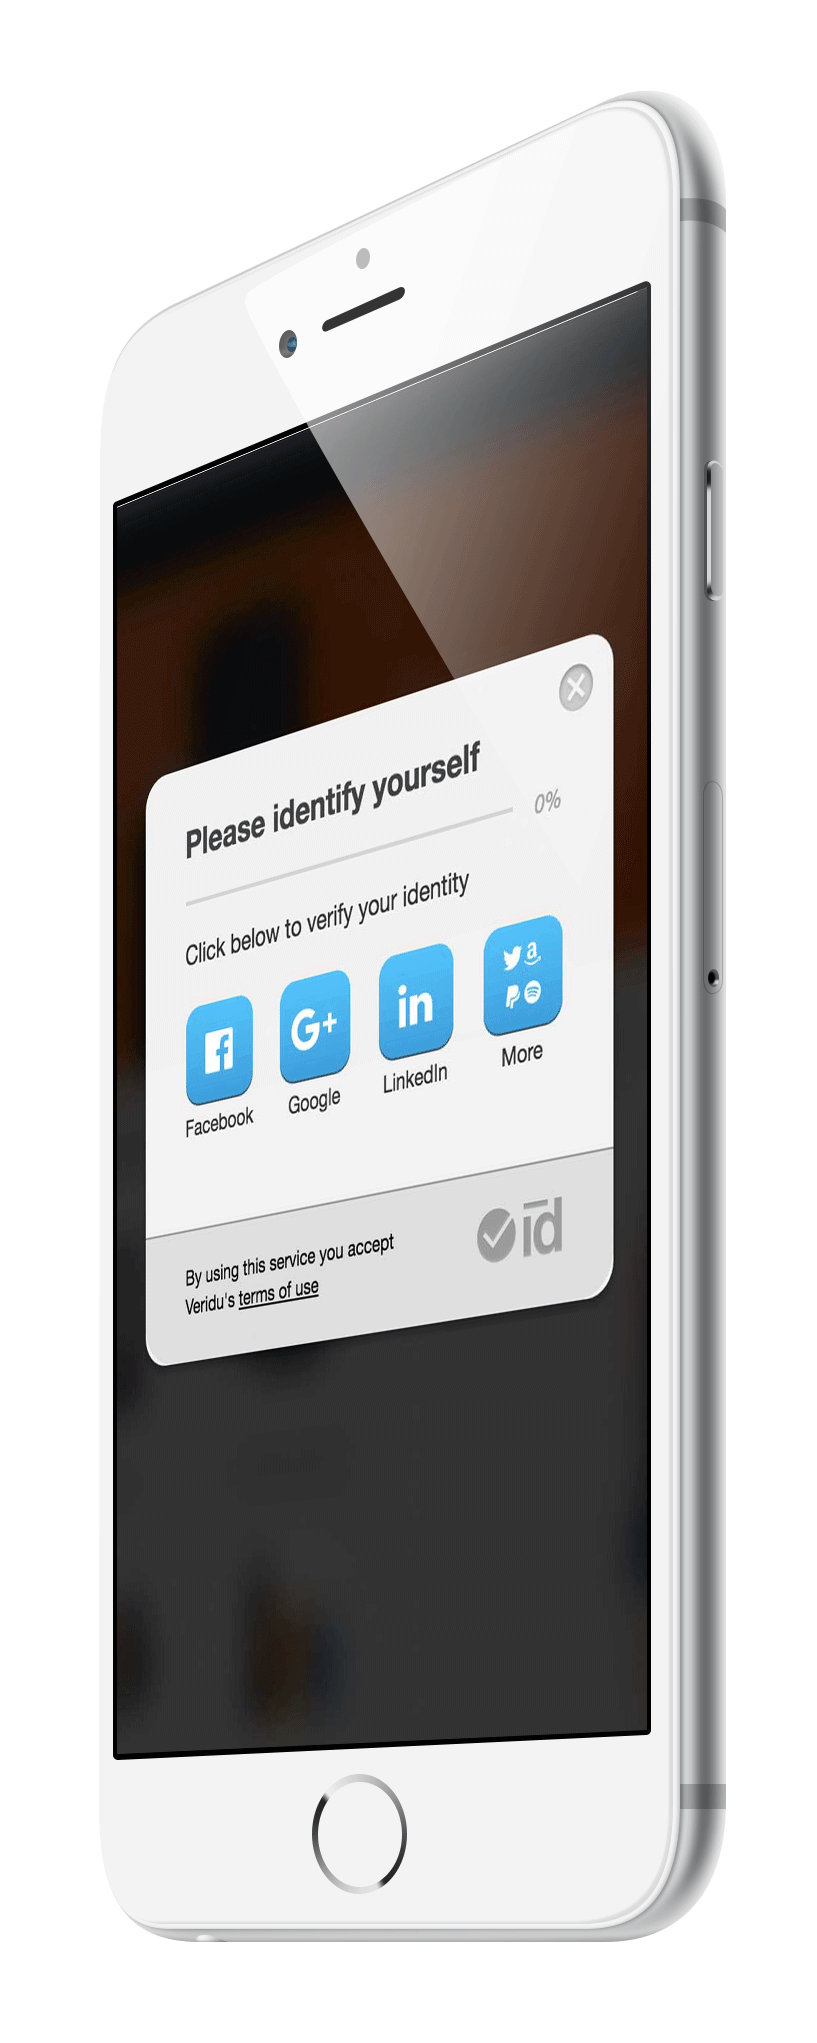 Please identify yourself
0%
Click below to verify your identity
f G+ in a
Facebook Google LinkedIn More
id
By using this service you accept
Veridu's terms of use